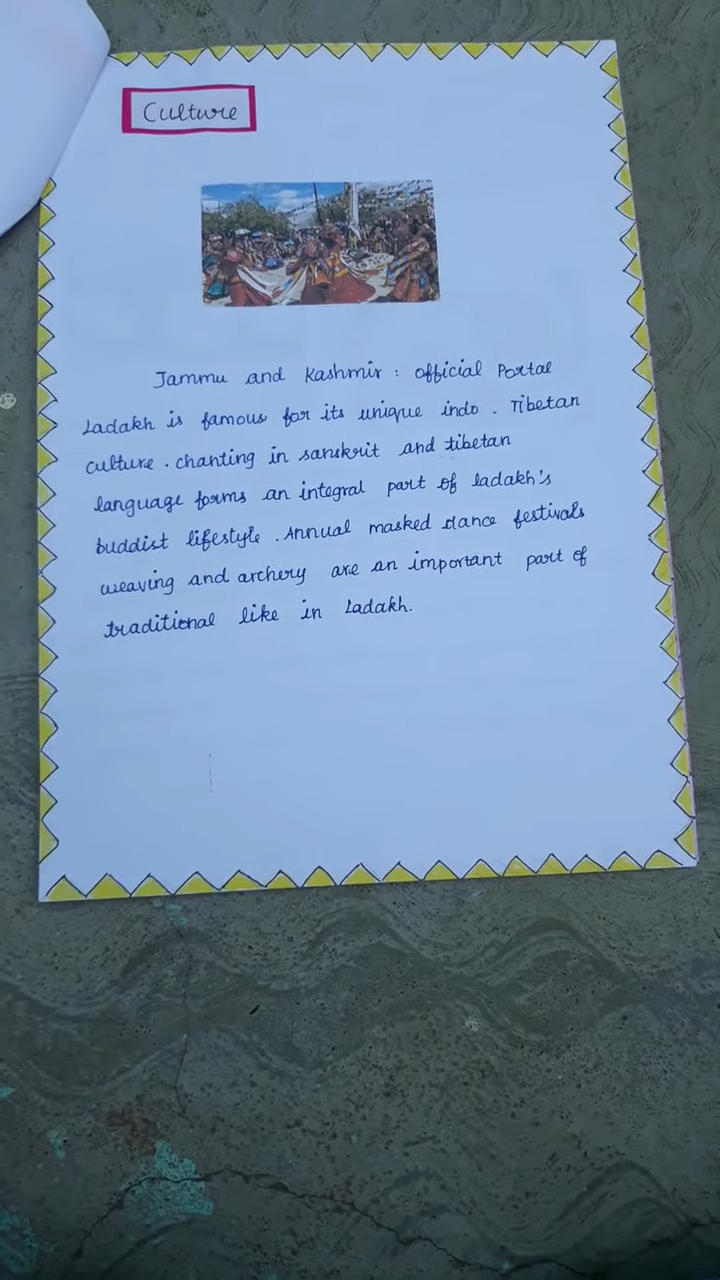 Culture
Jammu and Kashmir : official Portal
Ladakh is famous for its unique indo . Tibetan
culture . chanting in sanskrit and tibetan
language forms an integral part of ladakh's
buddist lifestyle . Annual masked dance festivals
weaving and archery are an important part of
traditional like in Ladakh.